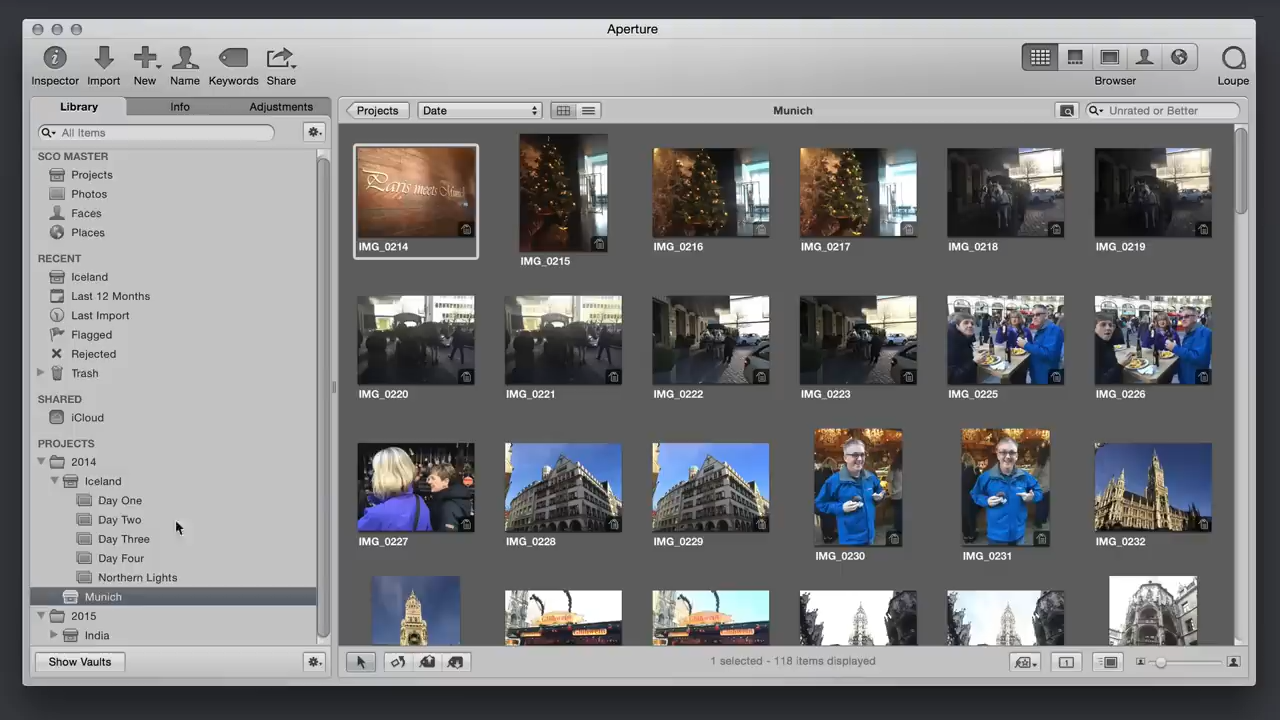 Aperture
Inspector Import New Name Keywords Share Browser Loupe
Library Info Adjustments
Projects Date Munich Unrated or Better
All Items
SCO MASTER
Projects
Photos
Faces
Places
RECENT
Iceland
Last 12 Months
Last Import
Flagged
Rejected
Trash
SHARED
iCloud
PROJECTS
2014
Iceland
Day One
Day Two
Day Three
Day Four
Northern Lights
Munich
2015
India
Show Vaults
Paris meets Munich
IMG_0214 IMG_0215 IMG_0216 IMG_0217 IMG_0218 IMG_0219
IMG_0220 IMG_0221 IMG_0222 IMG_0223 IMG_0225 IMG_0226
IMG_0227 IMG_0228 IMG_0229 IMG_0230 IMG_0231 IMG_0232
1 selected - 118 items displayed
1